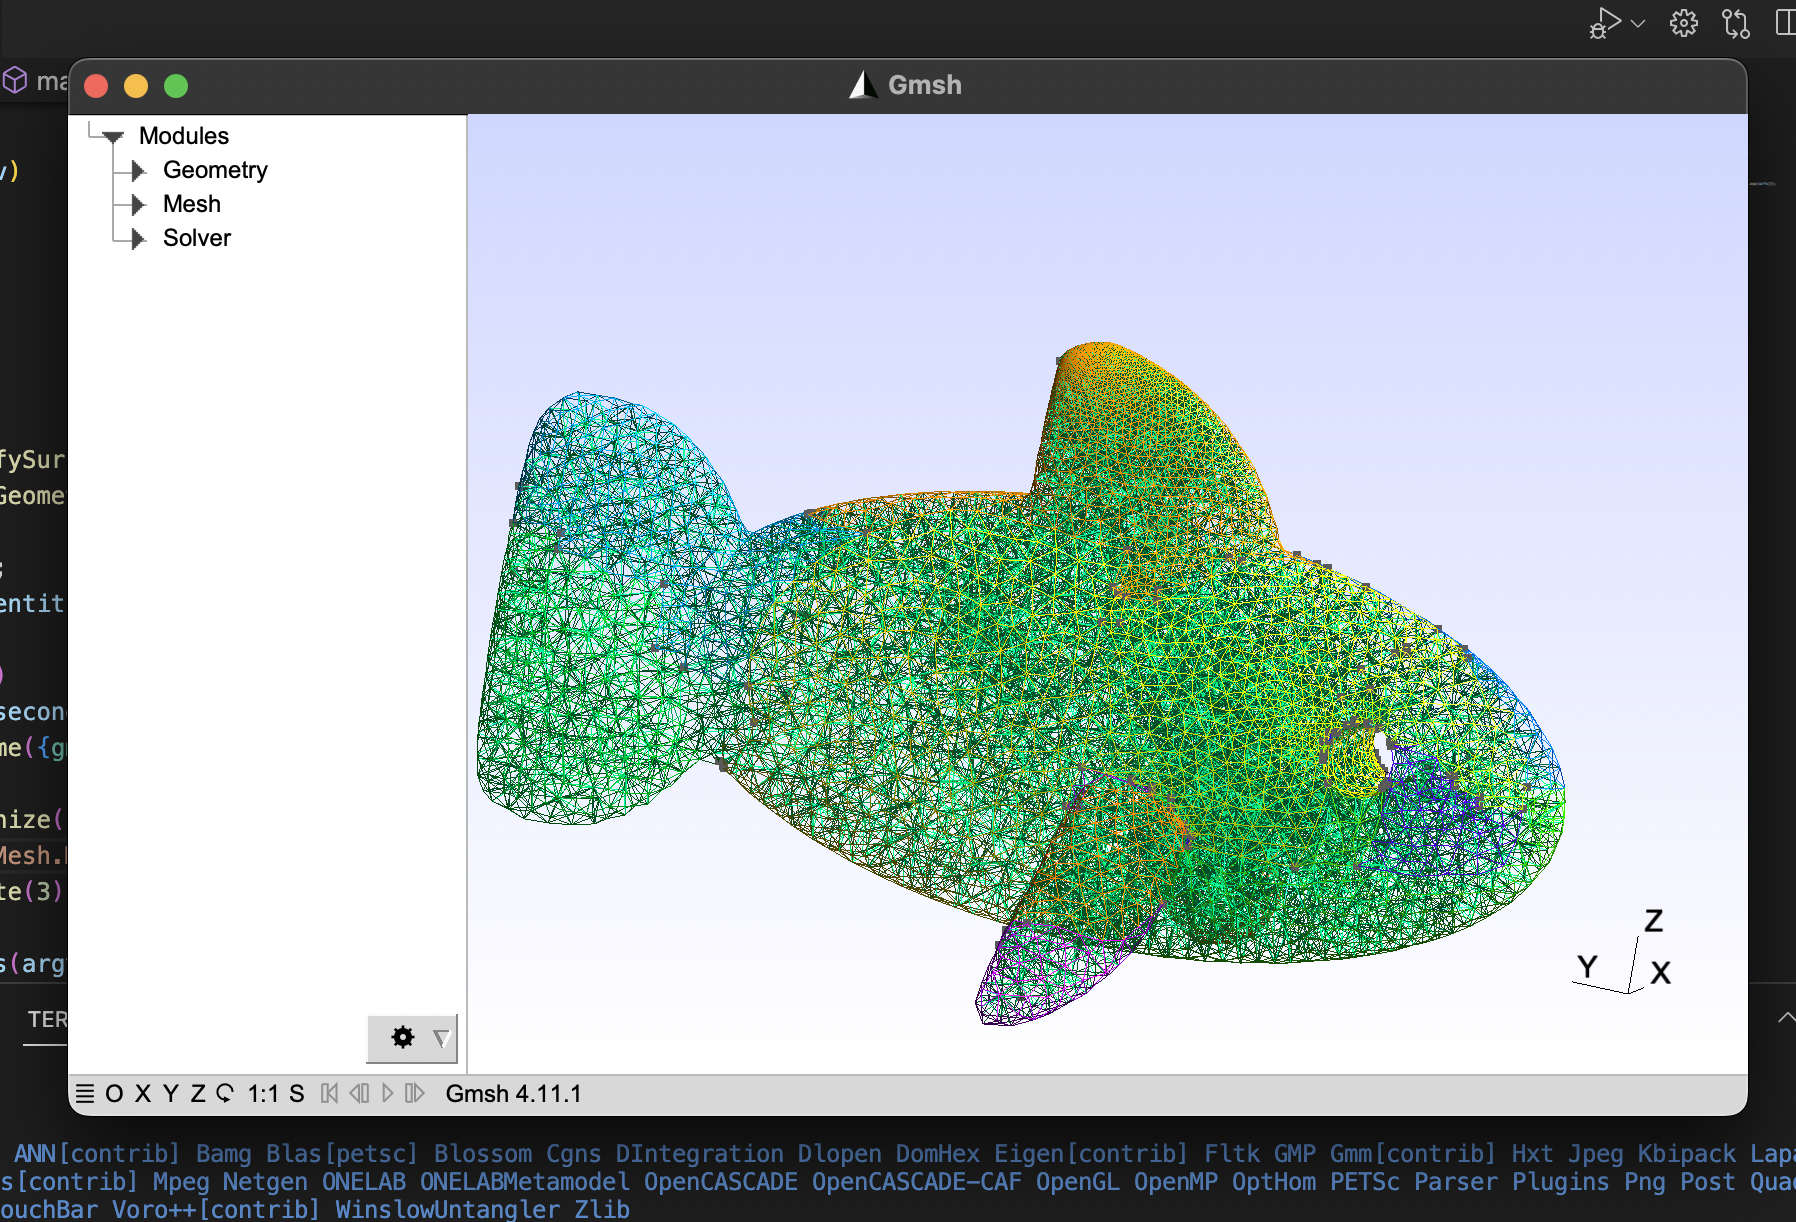 ma
Gmsh
Modules
Geometry
Mesh
Solver
v)
fySur
Geome
;
entit
)
secon
me({g
nize(
Mesh.
te(3)
s(arg
TER
Z
Y
X
O X Y Z 1:1 S Gmsh 4.11.1
ANN[contrib] Bamg Blas[petsc] Blossom Cgns DIntegration Dlopen DomHex Eigen[contrib] Fltk GMP Gmm[contrib] Hxt Jpeg Kbipack Lapa
s[contrib] Mpeg Netgen ONELAB ONELABMetamodel OpenCASCADE OpenCASCADE-CAF OpenGL OpenMP OptHom PETSc Parser Plugins Png Post Qua
ouchBar Voro++[contrib] WinslowUntangler Zlib